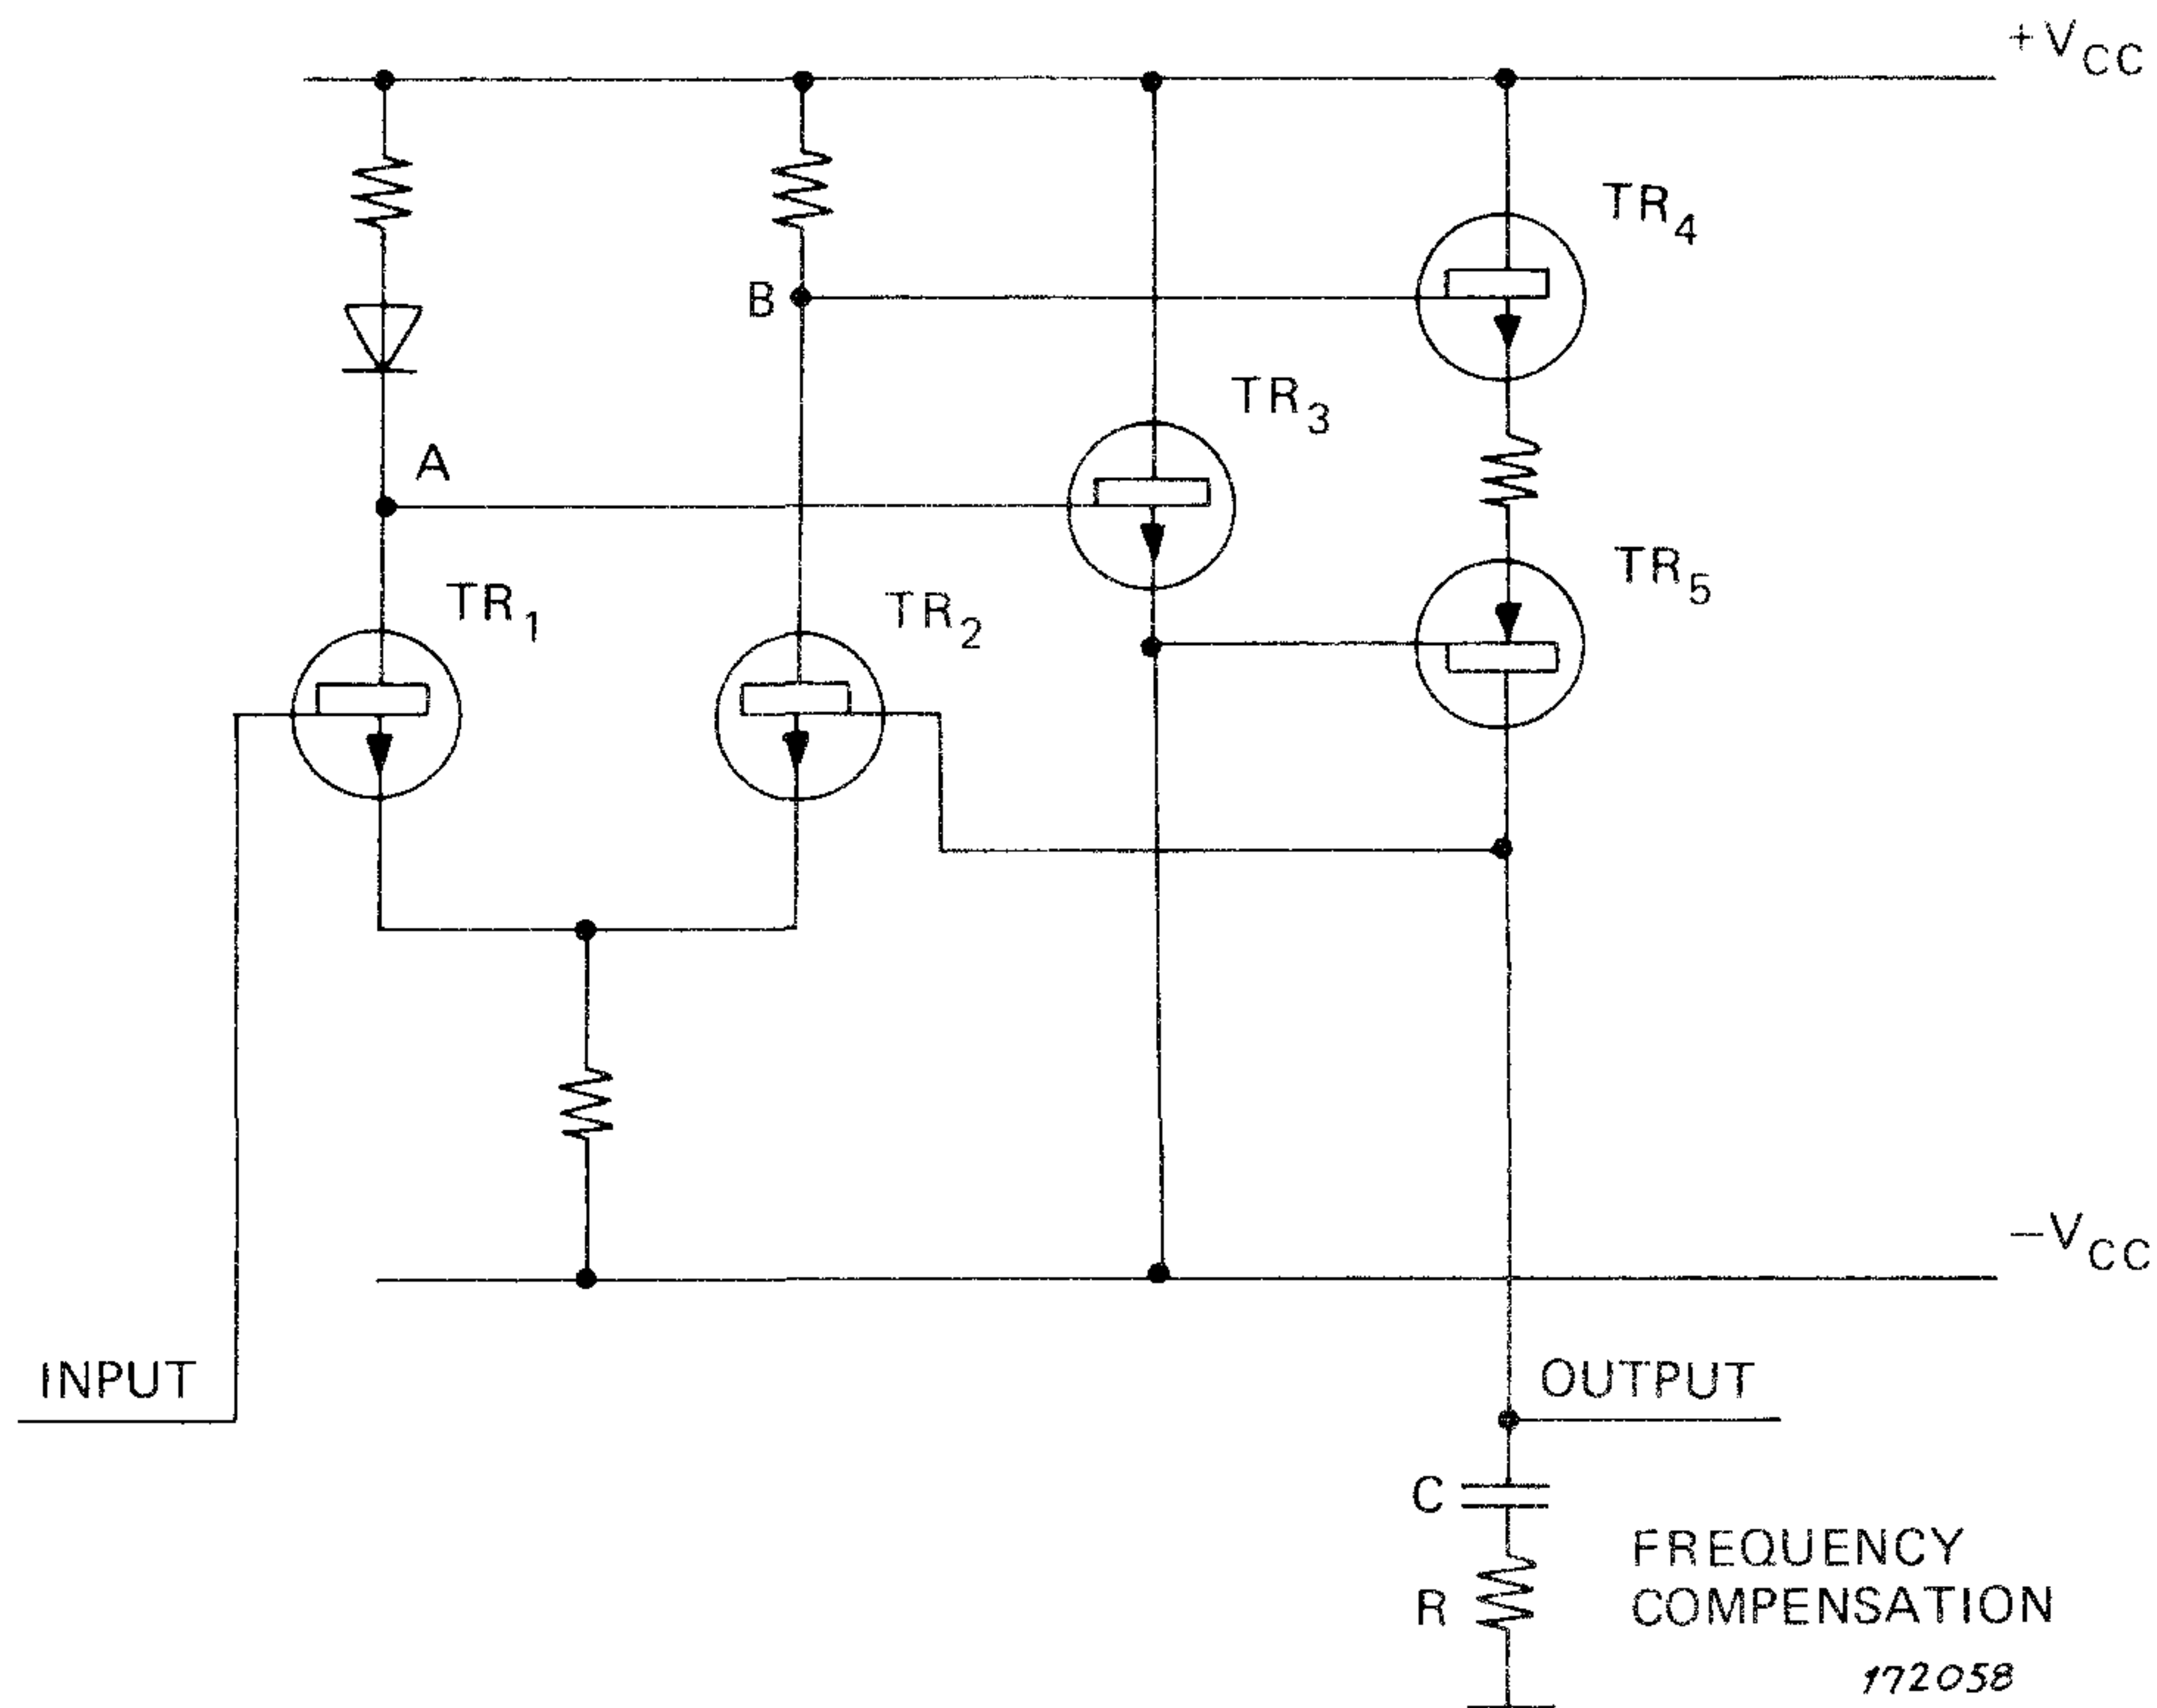 +VCC
TR4
B
TR3
A
TR5
TR1
TR2
−VCC
INPUT
OUTPUT
C
FREQUENCY
COMPENSATION
R
172058